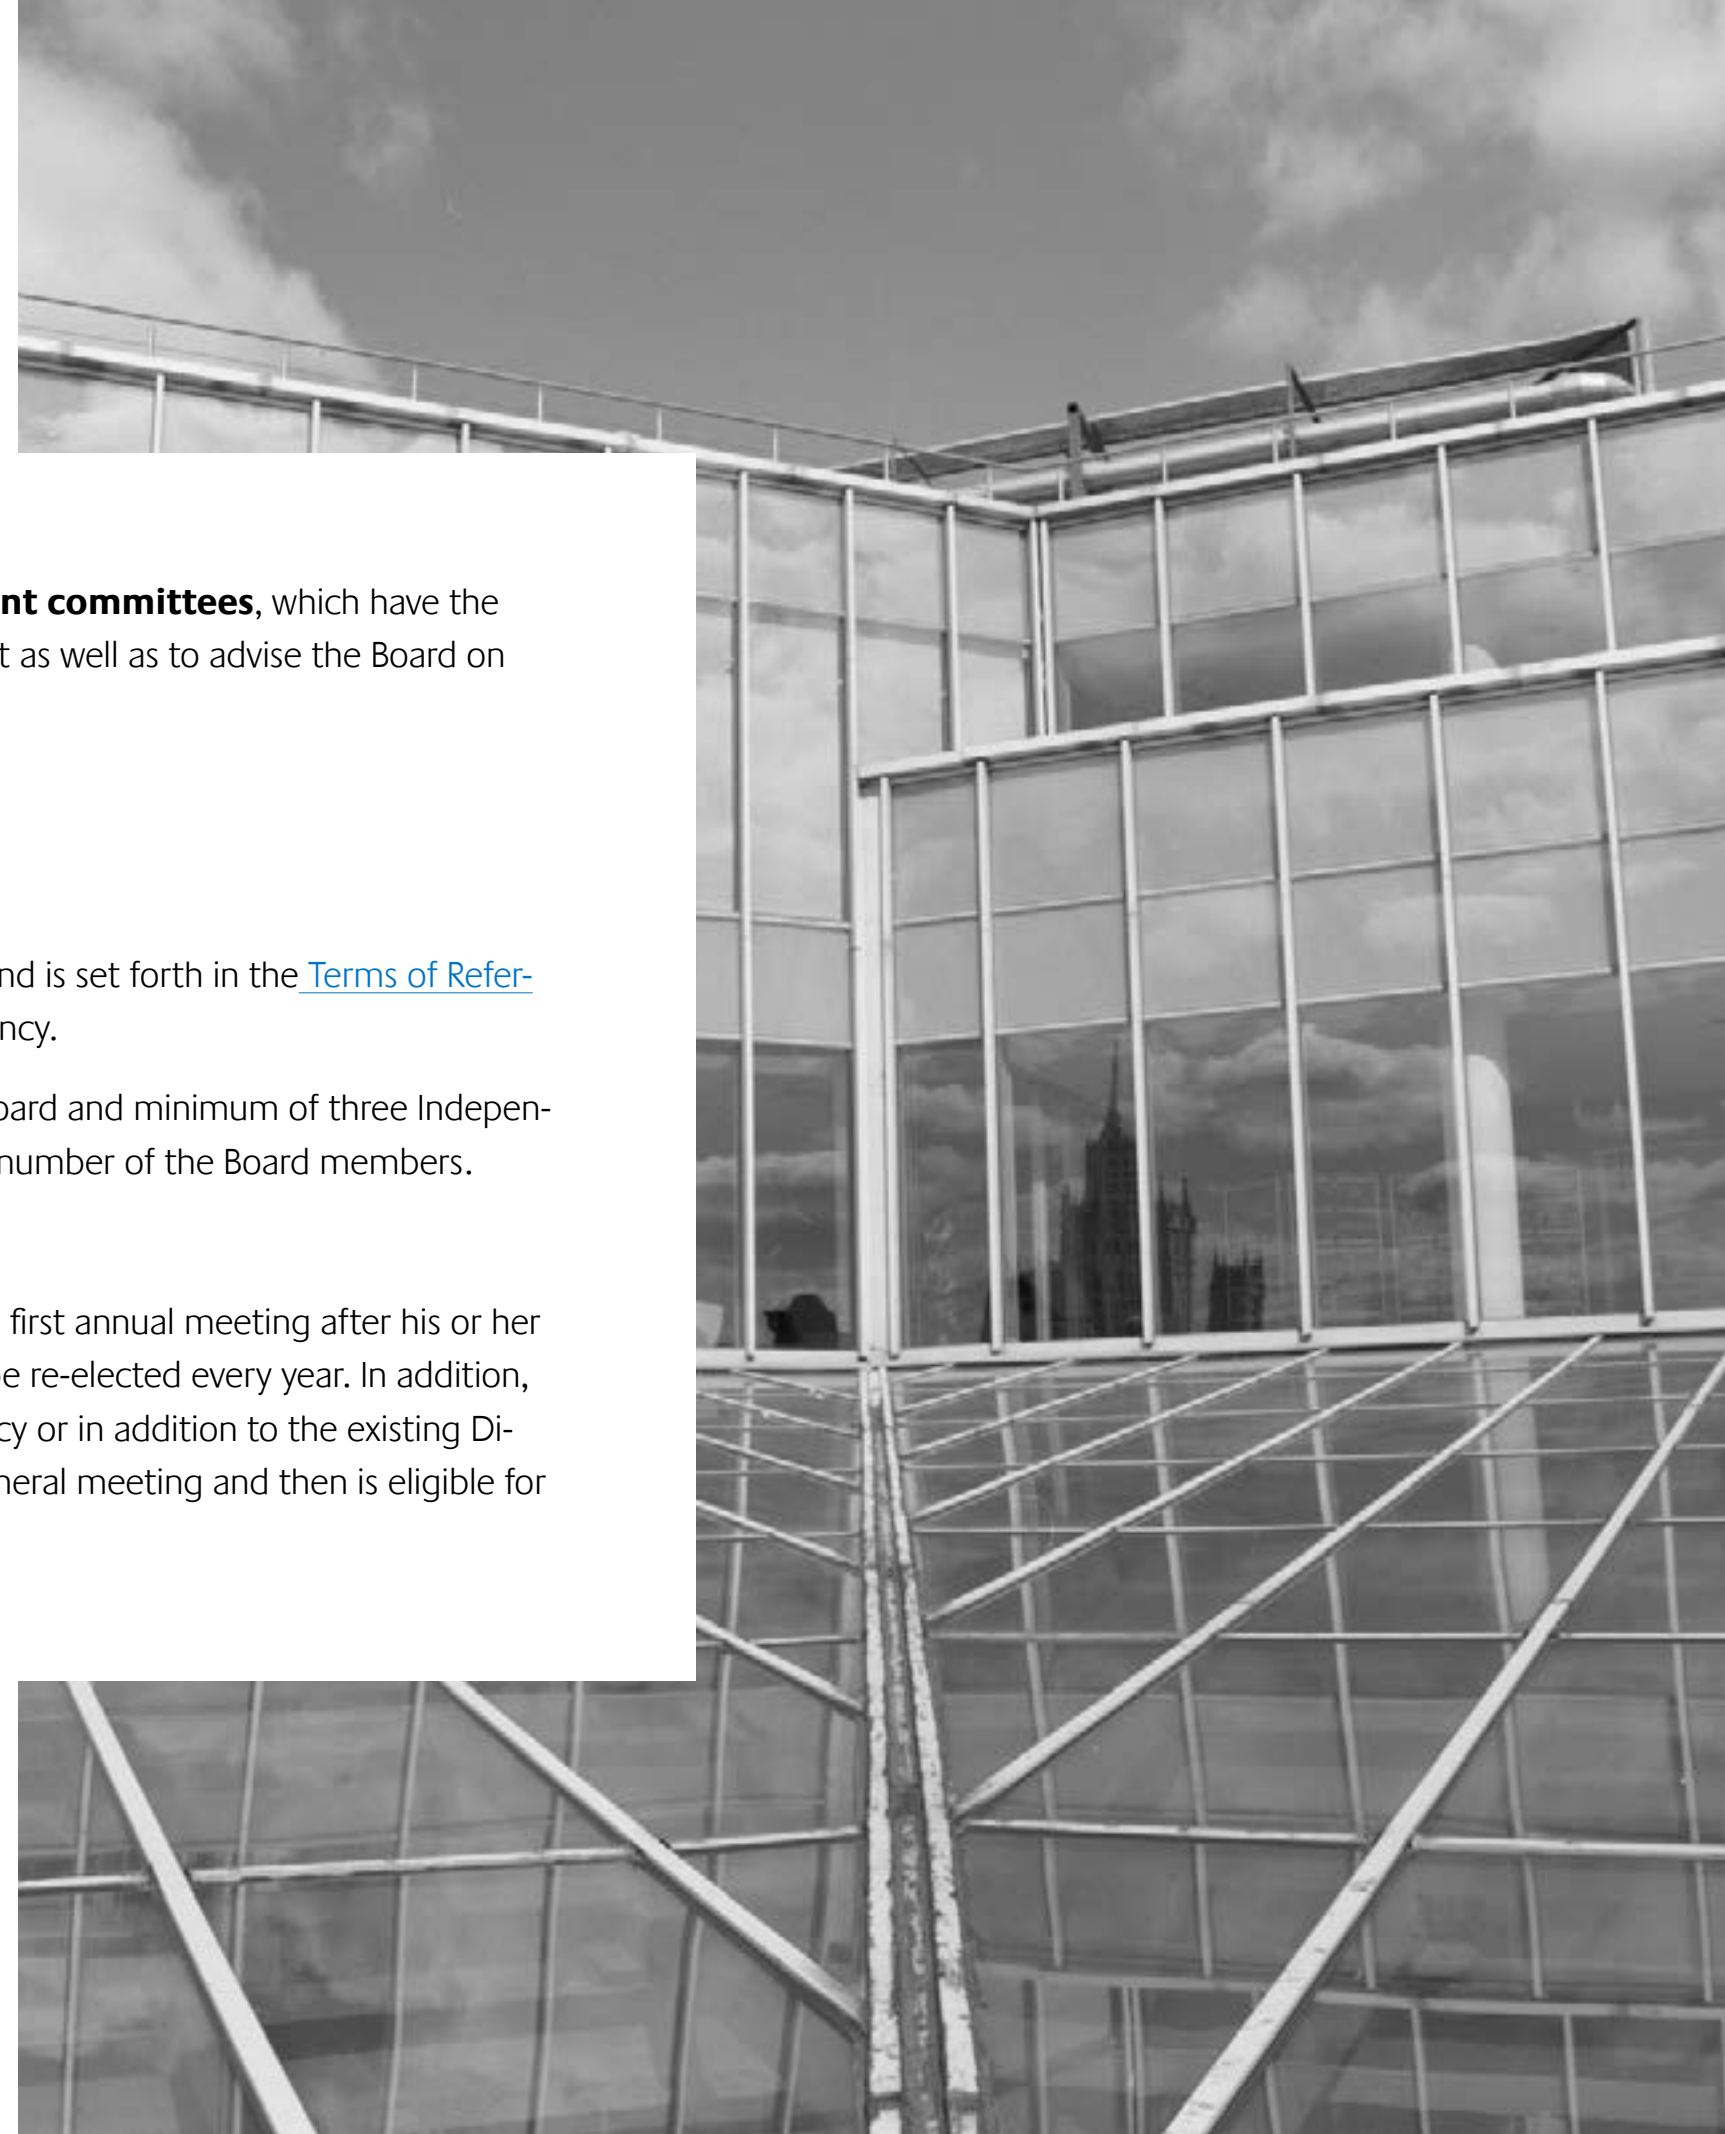 nt committees, which have the
t as well as to advise the Board on
nd is set forth in the Terms of Refer-
ncy.
oard and minimum of three Indepen-
number of the Board members.
first annual meeting after his or her
be re-elected every year. In addition,
cy or in addition to the existing Di-
neral meeting and then is eligible for